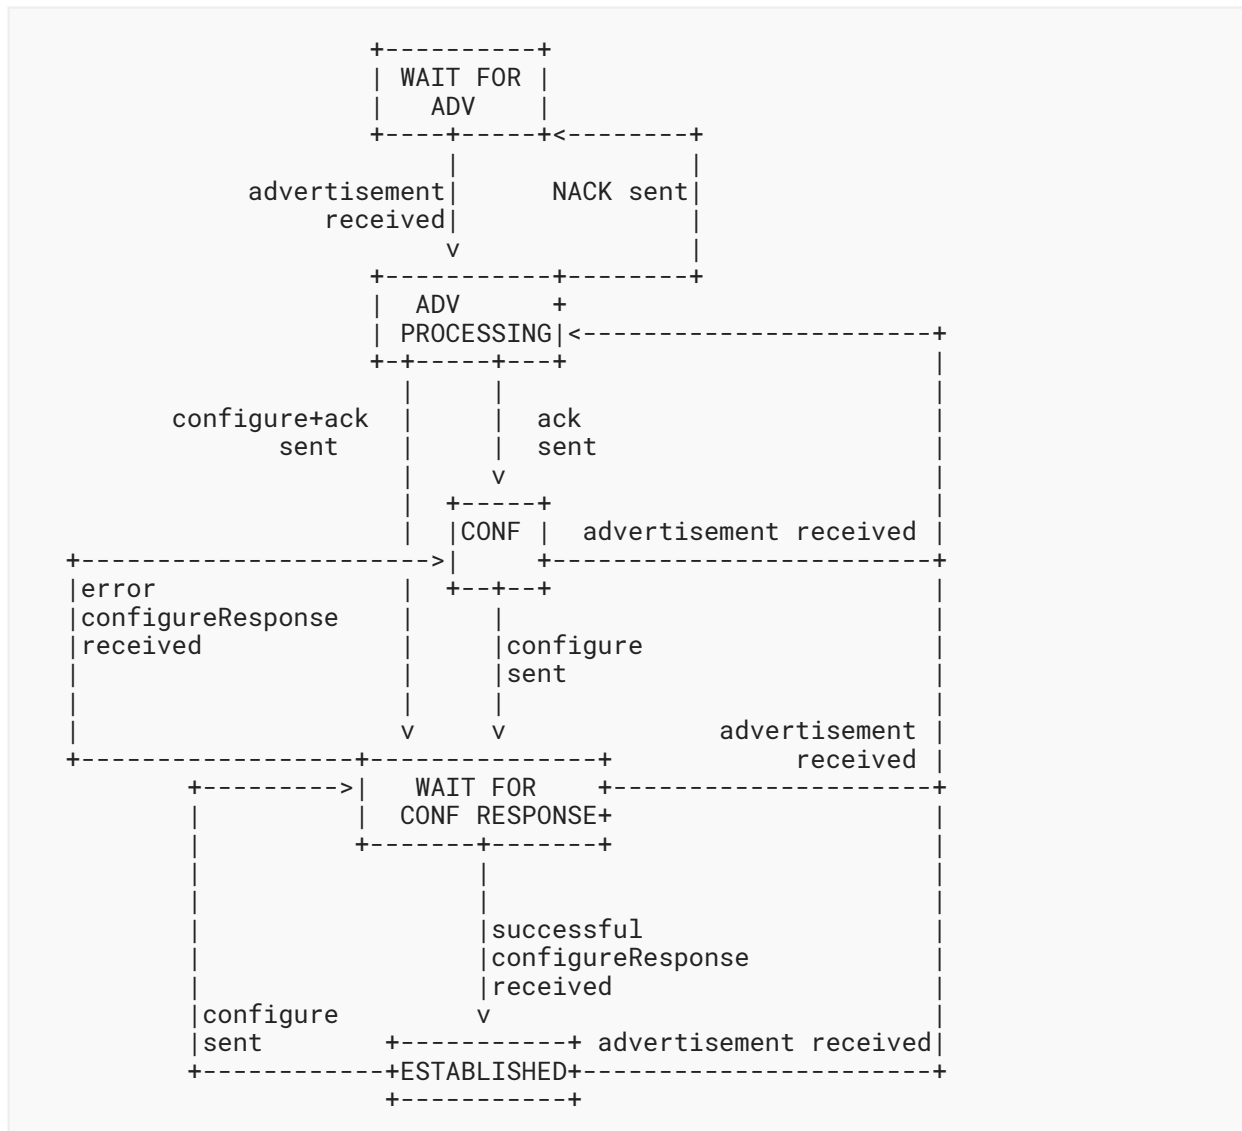 +----------+
| WAIT FOR |
|   ADV    |
+----+-----+<--------+
|               |
advertisement|      NACK sent|
received|               |
v               |
+-----------+--------+
|  ADV      +
| PROCESSING|<-----------------------+
+-+-----+---+                        |
|     |                            |
configure+ack  |     |  ack                       |
sent    |     |  sent                      |
|     v                            |
|  +-----+                         |
|  |CONF |  advertisement received |
+----------------------->|     +-------------------------+
|error                |  +--+--+                         |
|configureResponse    |     |                            |
|received             |     |configure                   |
|                     |     |sent                        |
|                     |     |                            |
|                     v     v              advertisement |
+------------------+---------------+            received |
+--------->|   WAIT FOR    +---------------------+
|          |  CONF RESPONSE+                     |
|          +-------+-------+                     |
|                  |                             |
|                  |                             |
|                  |successful                   |
|                  |configureResponse            |
|                  |received                     |
|configure         v                             |
|sent        +-----------+ advertisement received|
+------------+ESTABLISHED+-----------------------+
+-----------+